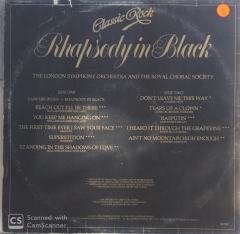 Classic Rock
Rhapsody in Black
THE LONDON SYMPHONY ORCHESTRA AND THE ROYAL CHORAL SOCIETY
SIDE ONE
RHAPSODY IN BLACK
REACH OUT I'LL BE THERE ***
YOU KEEP ME HANGING ON ***
THE FIRST TIME EVER I SAW YOUR FACE ***
SUPERSTITION ***
STANDING IN THE SHADOWS OF LOVE ***
SIDE TWO
DON'T LEAVE ME THIS WAY *
TEARS OF A CLOWN *
RASPUTIN ***
I HEARD IT THROUGH THE GRAPEVINE ***
AIN'T NO MOUNTAIN HIGH ENOUGH ***
CS Scanned with
CamScanner